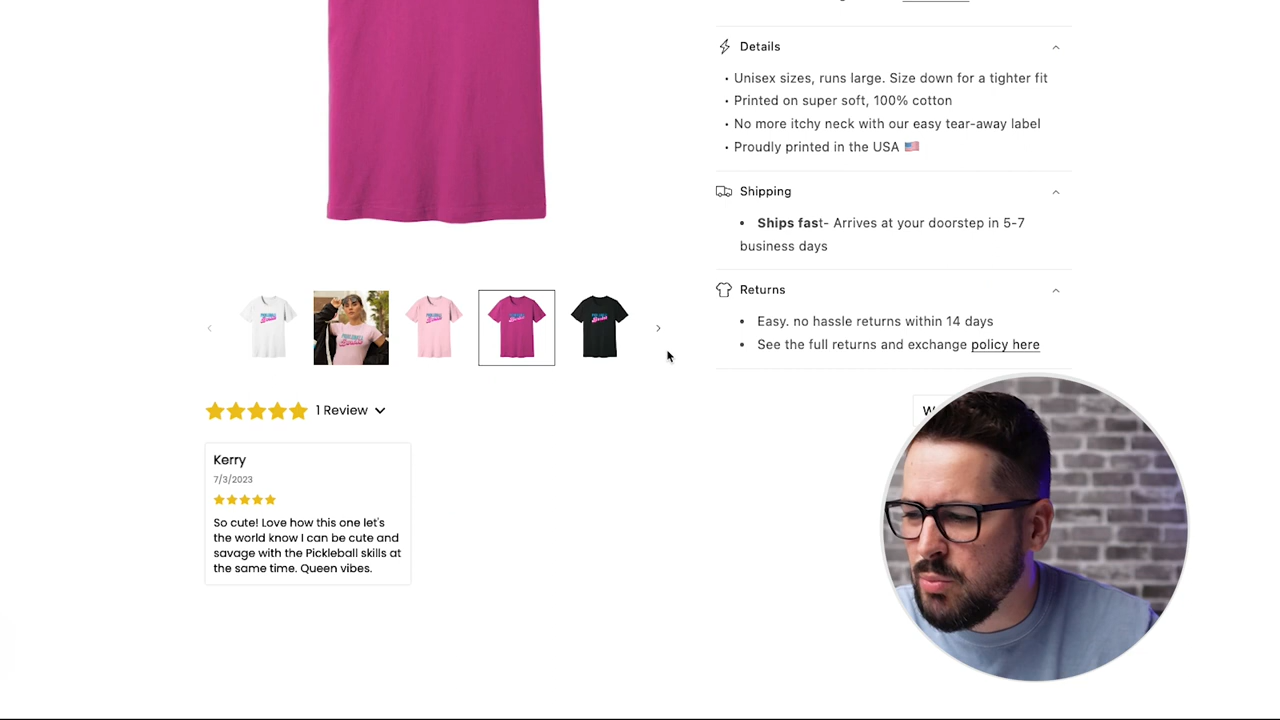 Details
• Unisex sizes, runs large. Size down for a tighter fit
• Printed on super soft, 100% cotton
• No more itchy neck with our easy tear-away label
• Proudly printed in the USA 🇺🇸
Shipping
• Ships fast- Arrives at your doorstep in 5-7
business days
Returns
• Easy. no hassle returns within 14 days
• See the full returns and exchange policy here
1 Review
Kerry
7/3/2023
So cute! Love how this one let's
the world know I can be cute and
savage with the Pickleball skills at
the same time. Queen vibes.